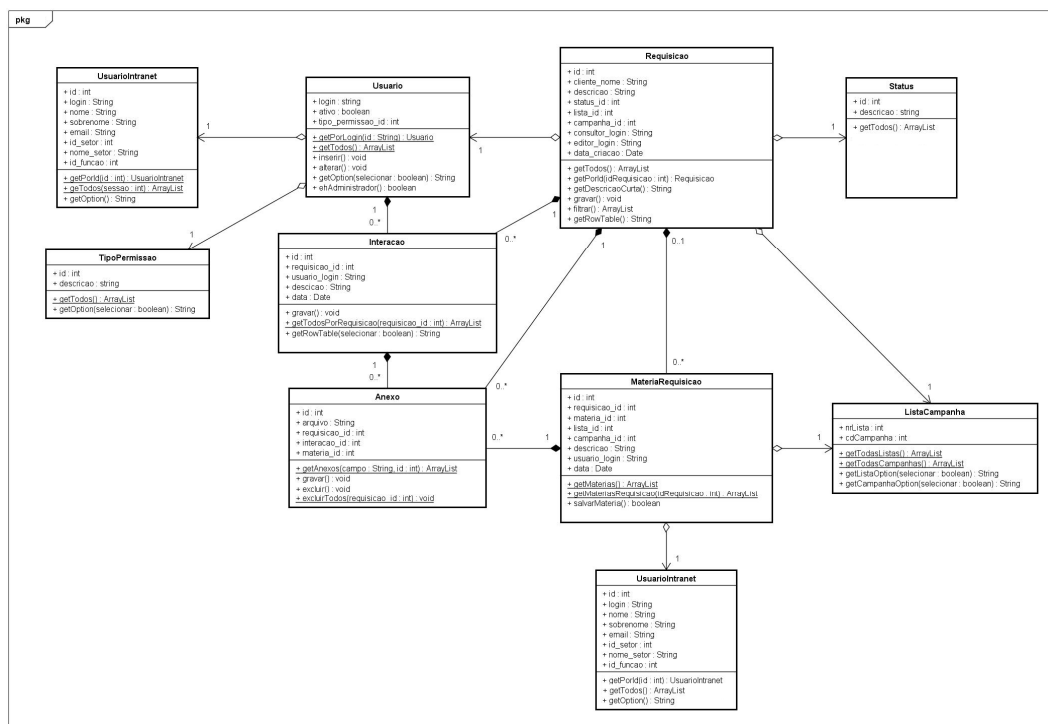 pkg
UsuarioIntranet
+ id : int
+ login : String
+ nome : String
+ sobrenome : String
+ email : String
+ id_setor : int
+ nome_setor : String
+ id_funcao : int
+ getPorId(id : int) : UsuarioIntranet
+ geTodos(sessao : int) : ArrayList
+ getOption() : String
1
Usuario
+ login : string
+ ativo : boolean
+ tipo_permissao_id : int
+ getPorLogin(id : String) : Usuario
+ getTodos() : ArrayList
+ inserir() : void
+ alterar() : void
+ getOption(selecionar : boolean) : String
+ ehAdministrador() : boolean
1
Requisicao
+ id : int
+ cliente_nome : String
+ descricao : String
+ status_id : int
+ lista_id : int
+ campanha_id : int
+ consultor_login : String
+ editor_login : String
+ data_criacao : Date
+ getTodos() : ArrayList
+ getPorId(idRequisicao : int) : Requisicao
+ getDescricaoCurta() : String
+ gravar() : void
+ filtrar() : ArrayList
+ getRowTable() : String
1
Status
+ id : int
+ descricao : string
+ getTodos() : ArrayList
1
1
0..*
1
0..*
1
0..1
TipoPermissao
+ id : int
+ descricao : string
+ getTodos() : ArrayList
+ getOption(selecionar : boolean) : String
Interacao
+ id : int
+ requisicao_id : int
+ usuario_login : String
+ descicao : String
+ data : Date
+ gravar() : void
+ getTodosPorRequisicao(requisicao_id : int) : ArrayList
+ getRowTable(selecionar : boolean) : String
1
0..*
0..*
0..*
1
Anexo
+ id : int
+ arquivo : String
+ requisicao_id : int
+ interacao_id : int
+ materia_id : int
+ getAnexos(campo : String, id : int) : ArrayList
+ gravar() : void
+ excluir() : void
+ excluirTodos(requisicao_id : int) : void
0..*
1
MateriaRequisicao
+ id : int
+ requisicao_id : int
+ materia_id : int
+ lista_id : int
+ campanha_id : int
+ descricao : String
+ usuario_login : String
+ data : Date
+ getMaterias() : ArrayList
+ getMateriasRequisicao(idRequisicao : int) : ArrayList
+ salvarMateria() : boolean
1
ListaCampanha
+ nrLista : int
+ cdCampanha : int
+ getTodasListas() : ArrayList
+ getTodasCampanhas() : ArrayList
+ getListaOption(selecionar : boolean) : String
+ getCampanhaOption(selecionar : boolean) : String
1
UsuarioIntranet
+ id : int
+ login : String
+ nome : String
+ sobrenome : String
+ email : String
+ id_setor : int
+ nome_setor : String
+ id_funcao : int
+ getPorId(id : int) : UsuarioIntranet
+ getTodos() : ArrayList
+ getOption() : String